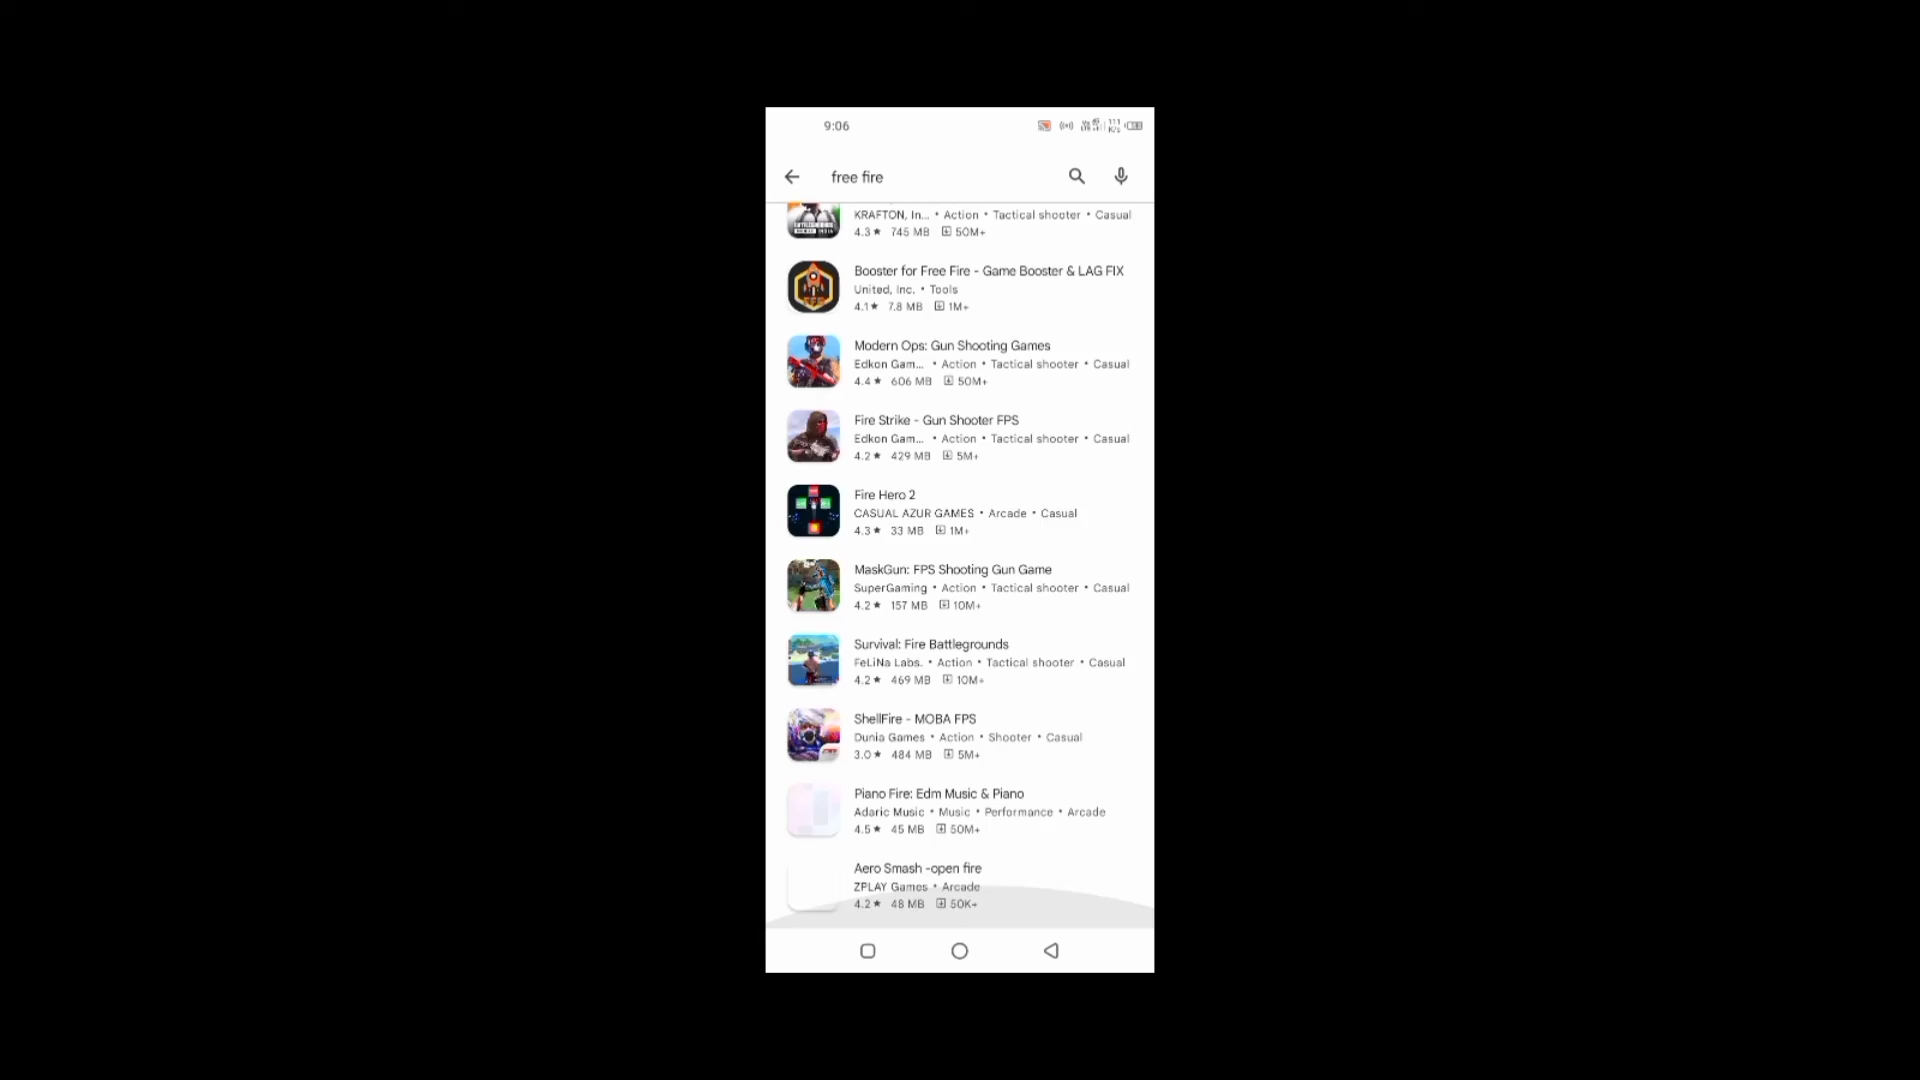 9:06
111
K/s
free fire
KRAFTON, In... • Action • Tactical shooter • Casual
4.3★ 745 MB 50M+
Booster for Free Fire - Game Booster & LAG FIX
United, Inc. • Tools
4.1★ 7.8 MB 1M+
Modern Ops: Gun Shooting Games
Edkon Gam... • Action • Tactical shooter • Casual
4.4★ 606 MB 50M+
Fire Strike - Gun Shooter FPS
Edkon Gam... • Action • Tactical shooter • Casual
4.2★ 429 MB 5M+
Fire Hero 2
CASUAL AZUR GAMES • Arcade • Casual
4.3★ 33 MB 1M+
MaskGun: FPS Shooting Gun Game
SuperGaming • Action • Tactical shooter • Casual
4.2★ 157 MB 10M+
Survival: Fire Battlegrounds
FeLiNa Labs. • Action • Tactical shooter • Casual
4.2★ 469 MB 10M+
ShellFire - MOBA FPS
Dunia Games • Action • Shooter • Casual
3.0★ 484 MB 5M+
Piano Fire: Edm Music & Piano
Adaric Music • Music • Performance • Arcade
4.5★ 45 MB 50M+
Aero Smash -open fire
ZPLAY Games • Arcade
4.2★ 48 MB 50K+